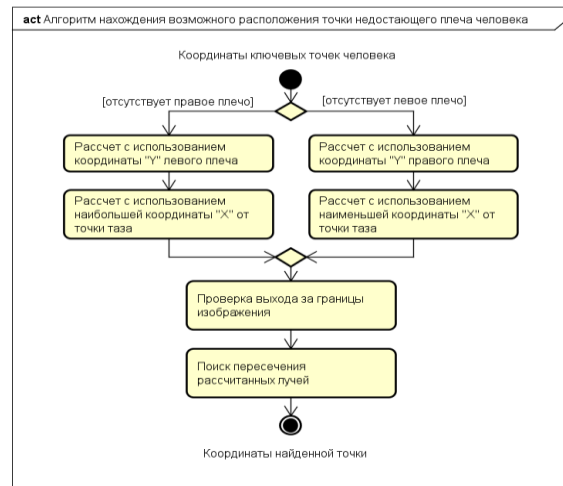 act Алгоритм нахождения возможного расположения точки недостающего плеча человека
Координаты ключевых точек человека
[отсутствует правое плечо]
[отсутствует левое плечо]
Рассчет с использованием
координаты "Y" левого плеча
Рассчет с использованием
координаты "Y" правого плеча
Рассчет с использованием
наибольшей координаты "X" от
точки таза
Рассчет с использованием
наименьшей координаты "X" от
точки таза
Проверка выхода за границы
изображения
Поиск пересечения
рассчитанных лучей
Координаты найденной точки